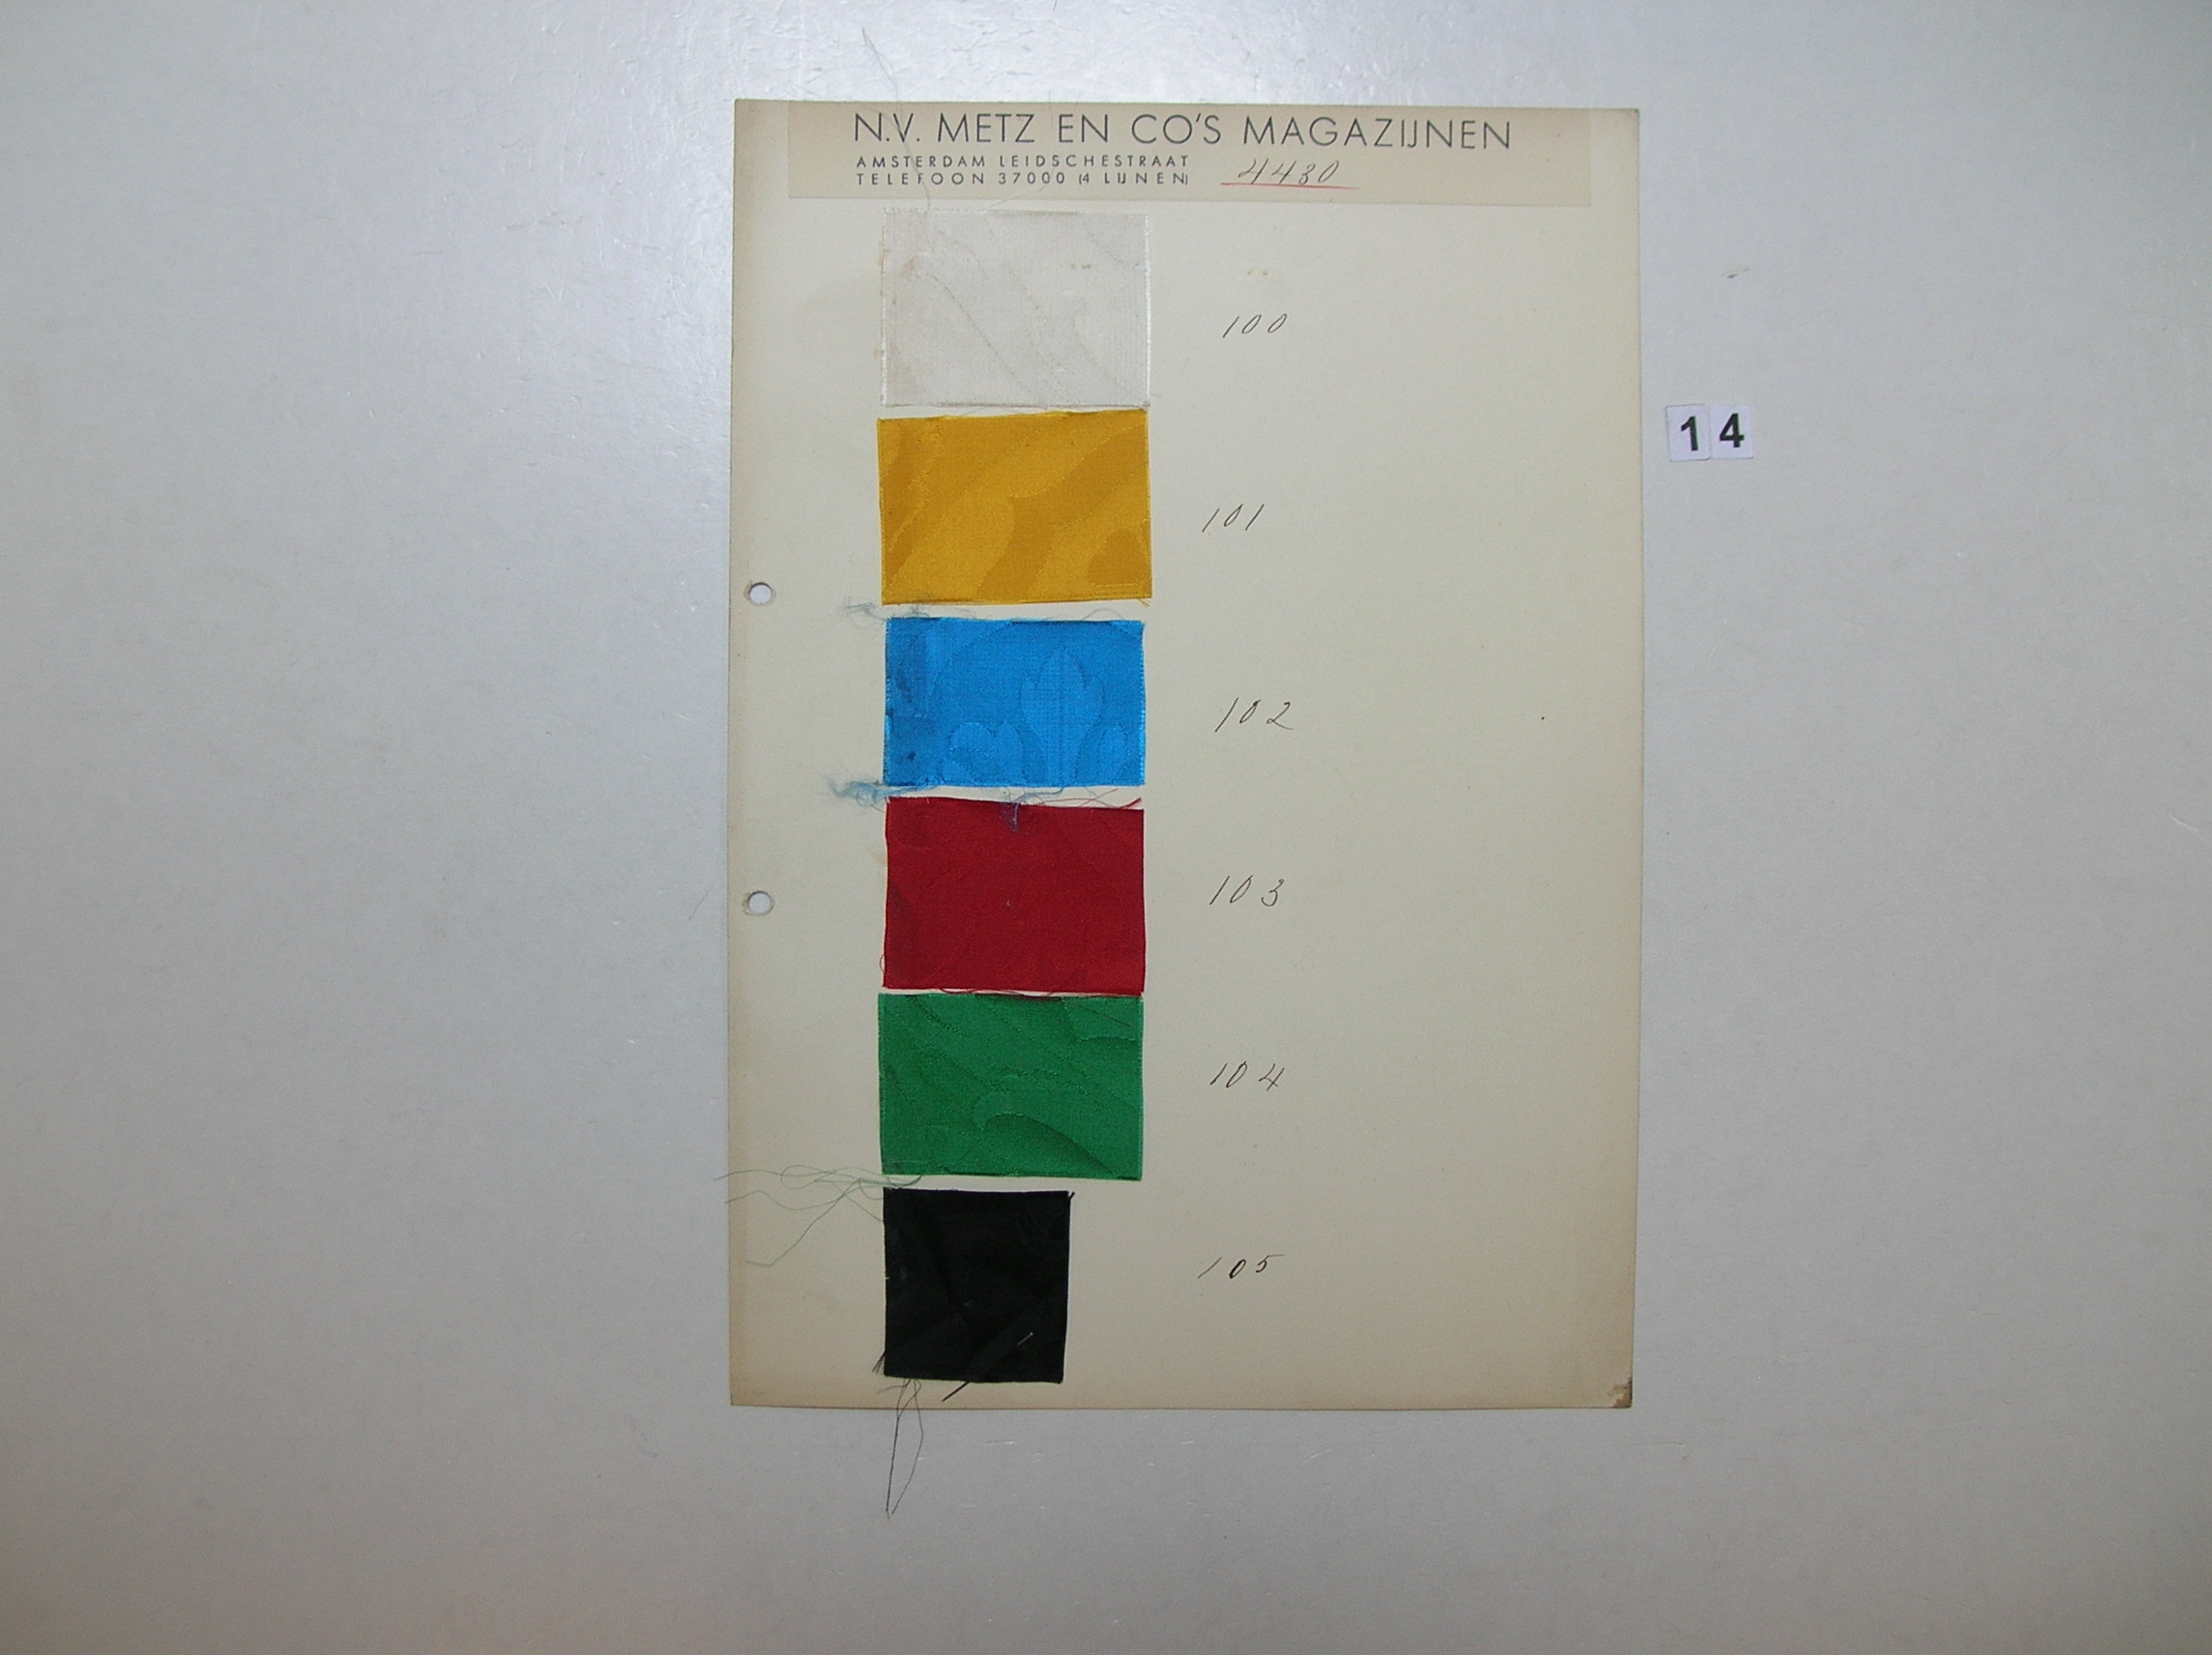 N.V. METZ EN CO'S MAGAZIJNEN
AMSTERDAM LEIDSCHESTRAAT
TELEFOON 37000 (4 LIJNEN) 4430
100
14
101
102
103
104
105